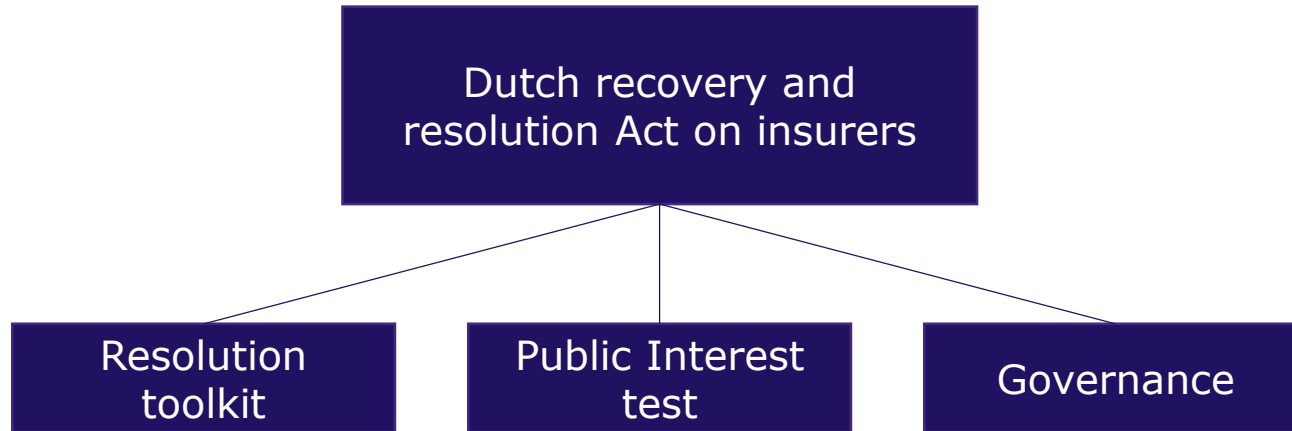 Dutch recovery and
resolution Act on insurers
Resolution
toolkit
Public Interest
test
Governance